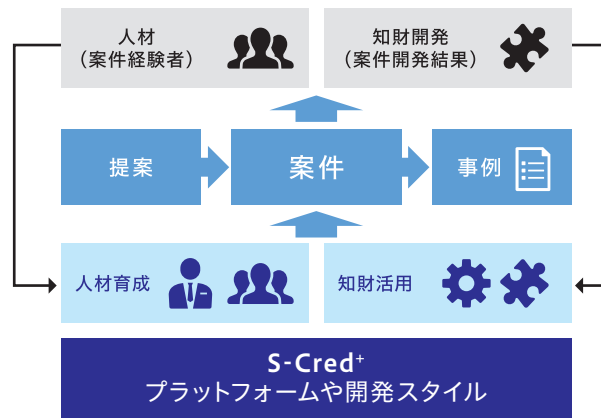 人材
（案件経験者）
知財開発
（案件開発結果）
提案
案件
事例
人材育成
知財活用
S-Cred+
プラットフォームや開発スタイル